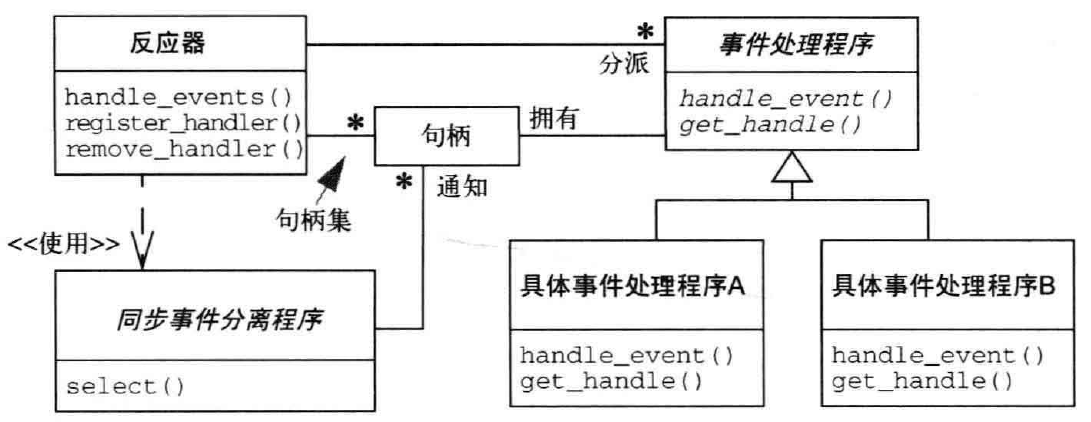 反应器
handle_events()
register_handler()
remove_handler()
*
分派
事件处理程序
handle_event()
get_handle()
*
句柄
拥有
句柄集
*
通知
<<使用>>
同步事件分离程序
select()
具体事件处理程序A
handle_event()
get_handle()
具体事件处理程序B
handle_event()
get_handle()